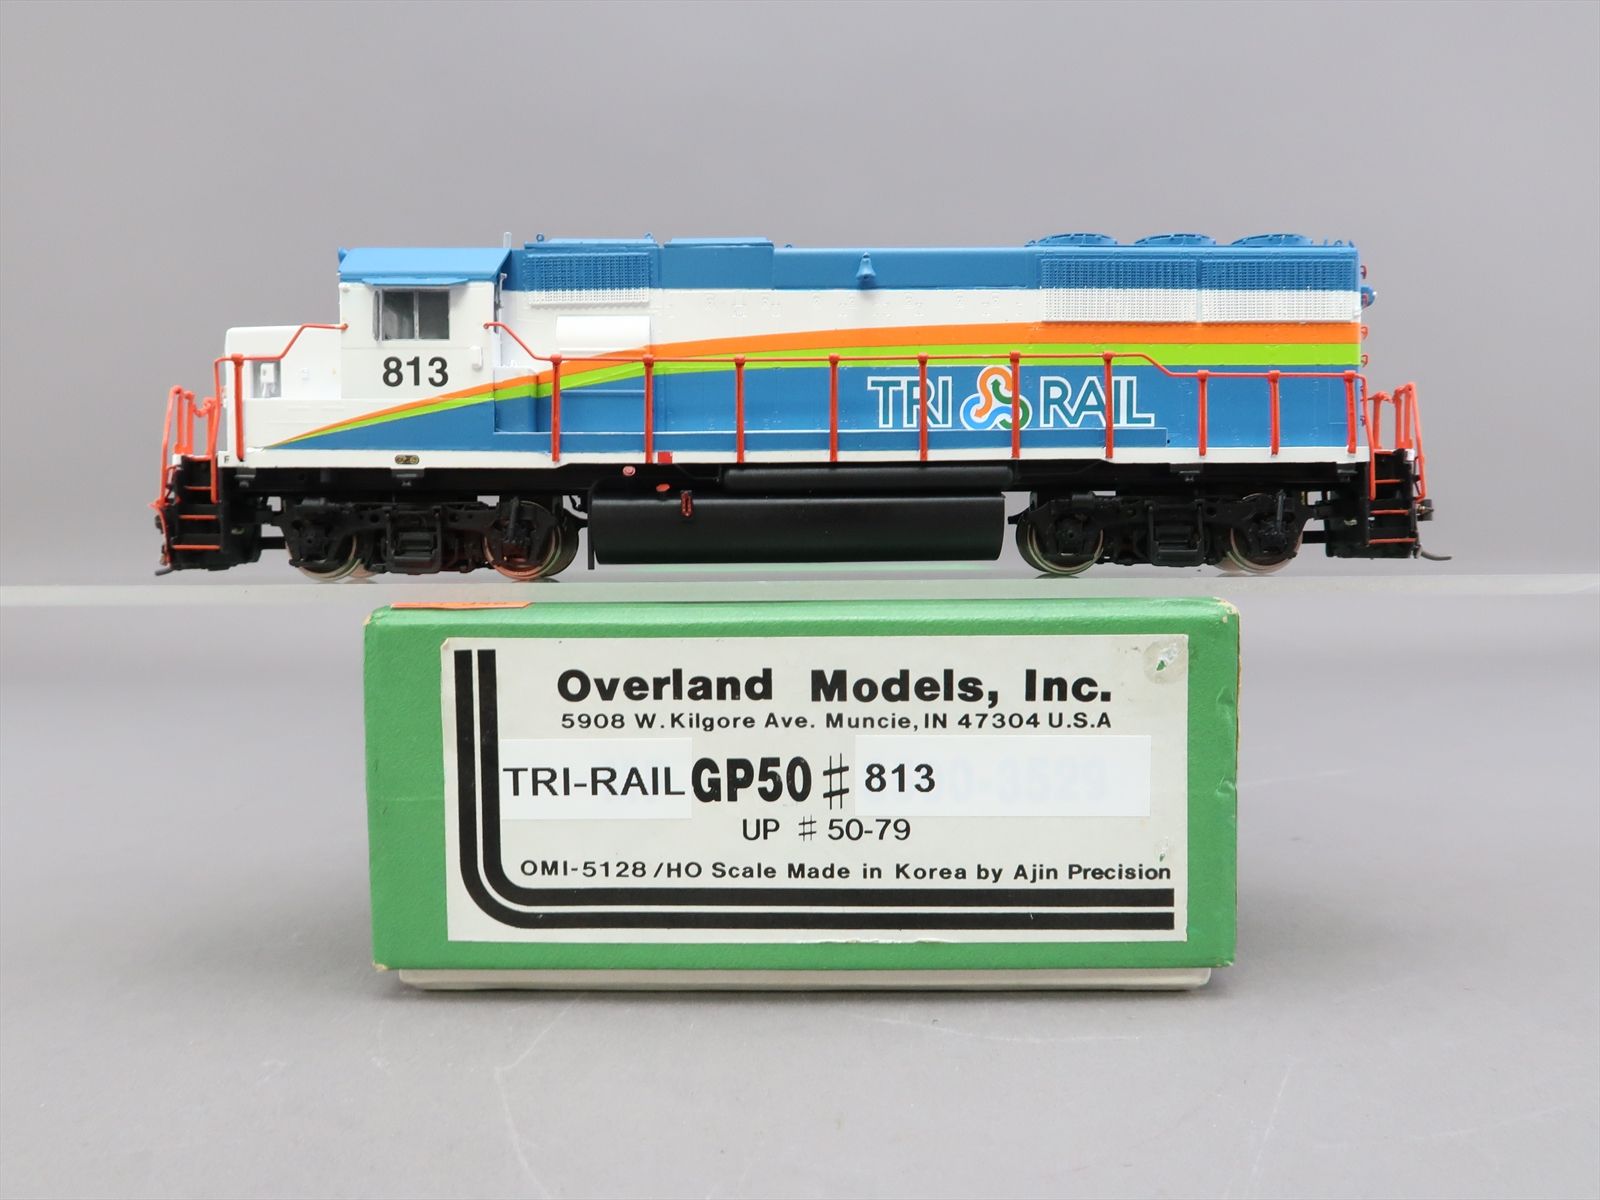 813
TRI RAIL
F
Overland Models, Inc.
5908 W. Kilgore Ave. Muncie, IN 47304 U.S.A
TRI-RAIL GP50 # 813
UP # 50-79
OMI-5128 / HO Scale Made in Korea by Ajin Precision